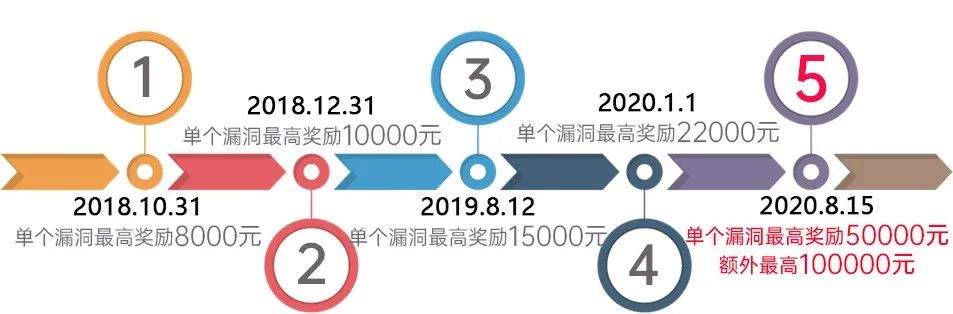 1
2018.10.31
单个漏洞最高奖励8000元
2018.12.31
单个漏洞最高奖励10000元
2
3
2019.8.12
单个漏洞最高奖励15000元
2020.1.1
单个漏洞最高奖励22000元
4
5
2020.8.15
单个漏洞最高奖励50000元
额外最高100000元